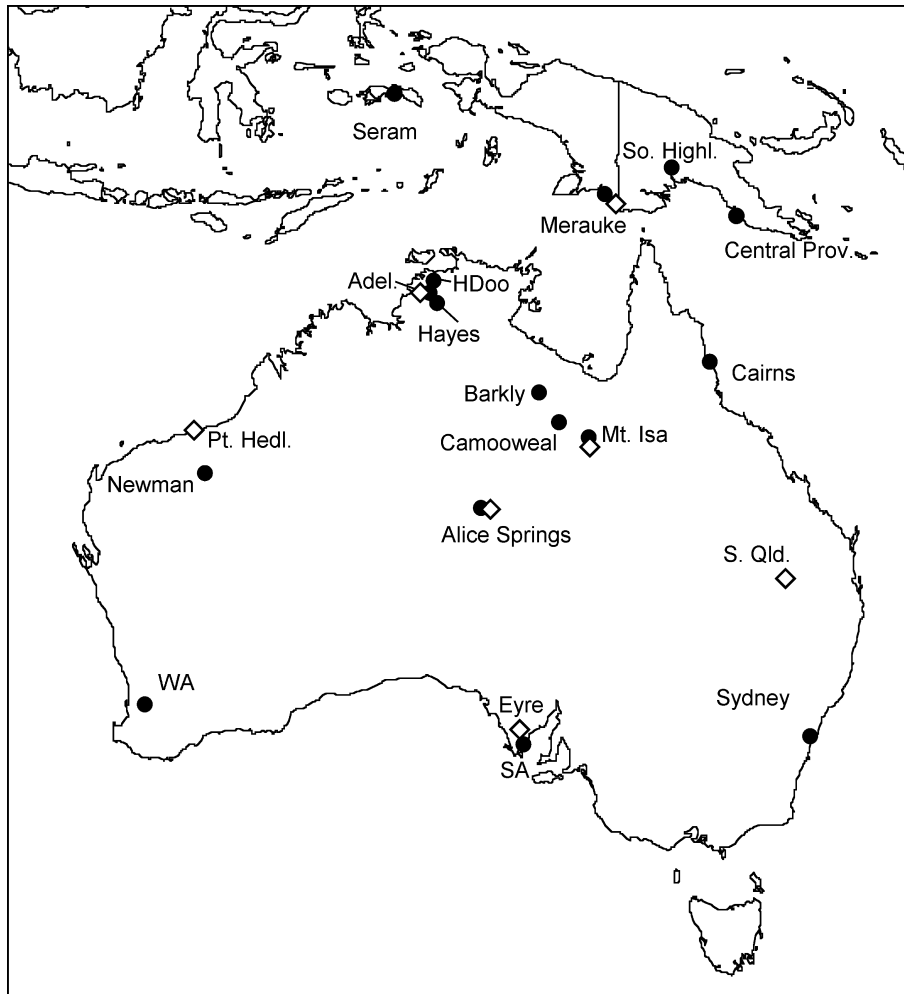 Seram
So. Highl.
Merauke
Central Prov.
Adel.
HDoo
Hayes
Cairns
Barkly
Camooweal
Mt. Isa
Pt. Hedl.
Newman
Alice Springs
S. Qld.
WA
Eyre
Sydney
SA